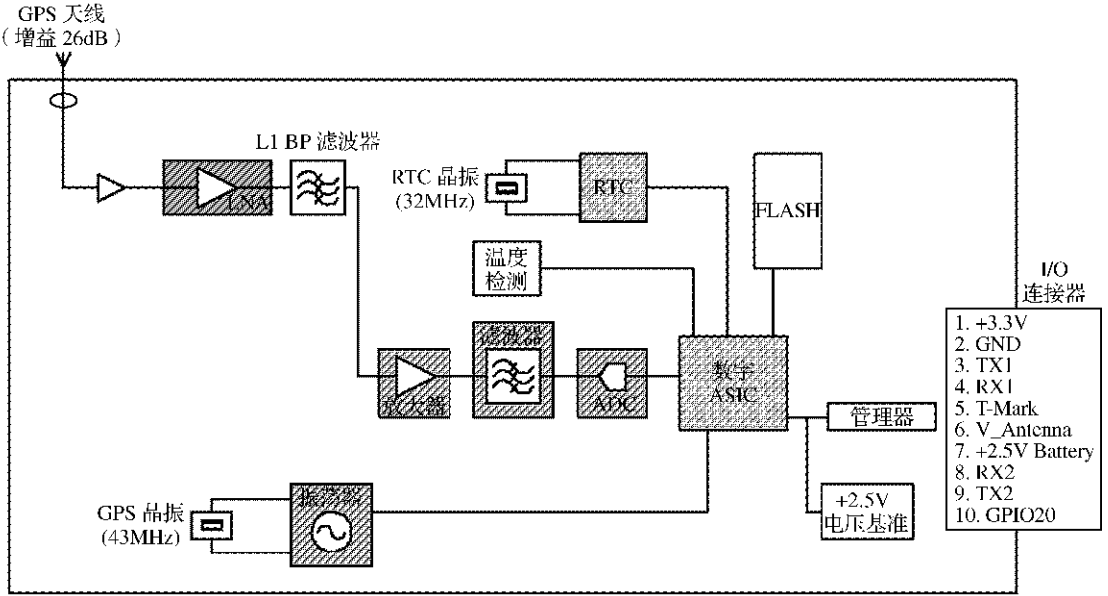 GPS 天线
（增益 26dB）
L1 BP 滤波器
LNA
RTC 晶振
(32MHz)
RTC
FLASH
温度
检测
I/O
连接器
滤波器
放大器
ADC
数字
ASIC
管理器
1. +3.3V
2. GND
3. TX1
4. RX1
5. T-Mark
6. V_Antenna
7. +2.5V Battery
8. RX2
9. TX2
10. GPIO20
GPS 晶振
(43MHz)
振荡器
+2.5V
电压基准